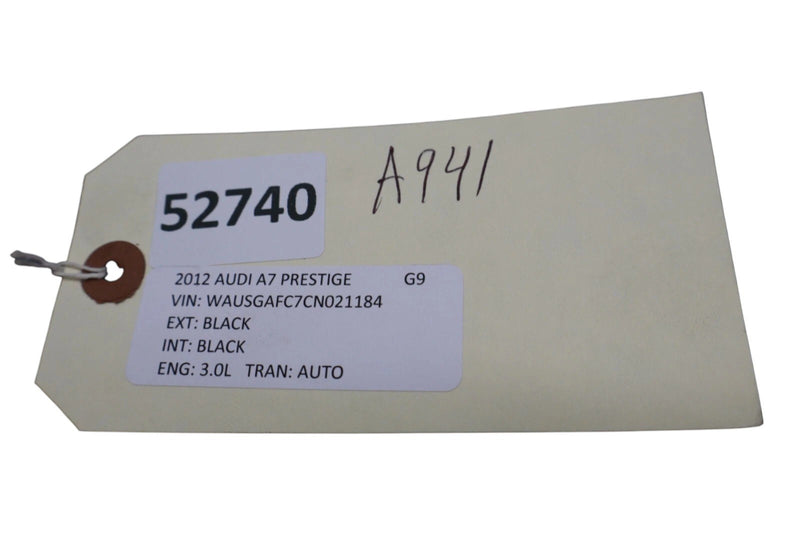 A941
52740
2012 AUDI A7 PRESTIGE G9
VIN: WAUSGAFC7CN021184
EXT: BLACK
INT: BLACK
ENG: 3.0L TRAN: AUTO